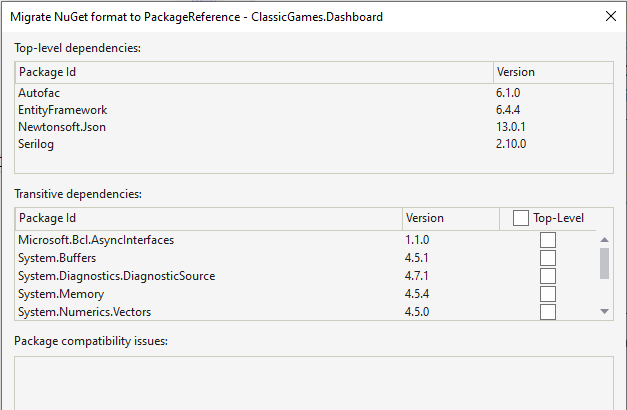 Migrate NuGet format to PackageReference - ClassicGames.Dashboard
Top-level dependencies:
Package Id Version
Autofac 6.1.0
EntityFramework 6.4.4
Newtonsoft.Json 13.0.1
Serilog 2.10.0
Transitive dependencies:
Package Id Version Top-Level
Microsoft.Bcl.AsyncInterfaces 1.1.0
System.Buffers 4.5.1
System.Diagnostics.DiagnosticSource 4.7.1
System.Memory 4.5.4
System.Numerics.Vectors 4.5.0
Package compatibility issues: